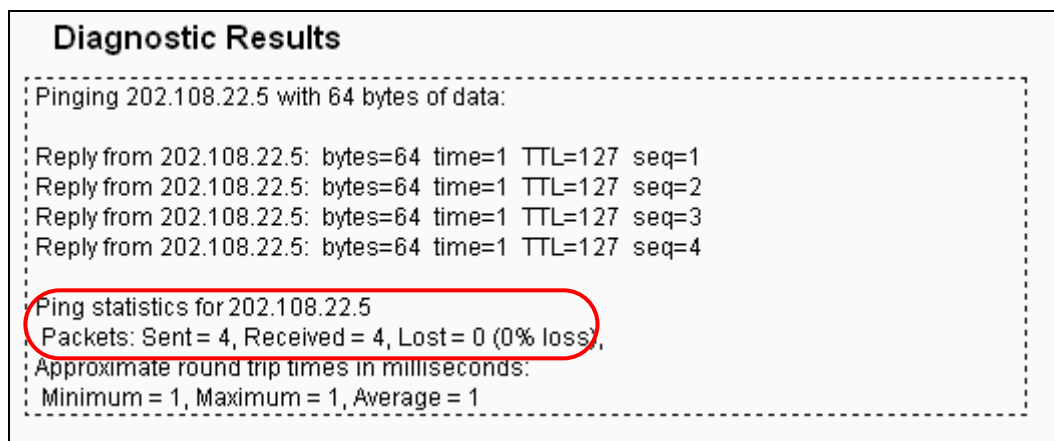 Diagnostic Results
Pinging 202.108.22.5 with 64 bytes of data:
Reply from 202.108.22.5: bytes=64 time=1 TTL=127 seq=1
Reply from 202.108.22.5: bytes=64 time=1 TTL=127 seq=2
Reply from 202.108.22.5: bytes=64 time=1 TTL=127 seq=3
Reply from 202.108.22.5: bytes=64 time=1 TTL=127 seq=4
Ping statistics for 202.108.22.5
Packets: Sent = 4, Received = 4, Lost = 0 (0% loss),
Approximate round trip times in milliseconds:
Minimum = 1, Maximum = 1, Average = 1